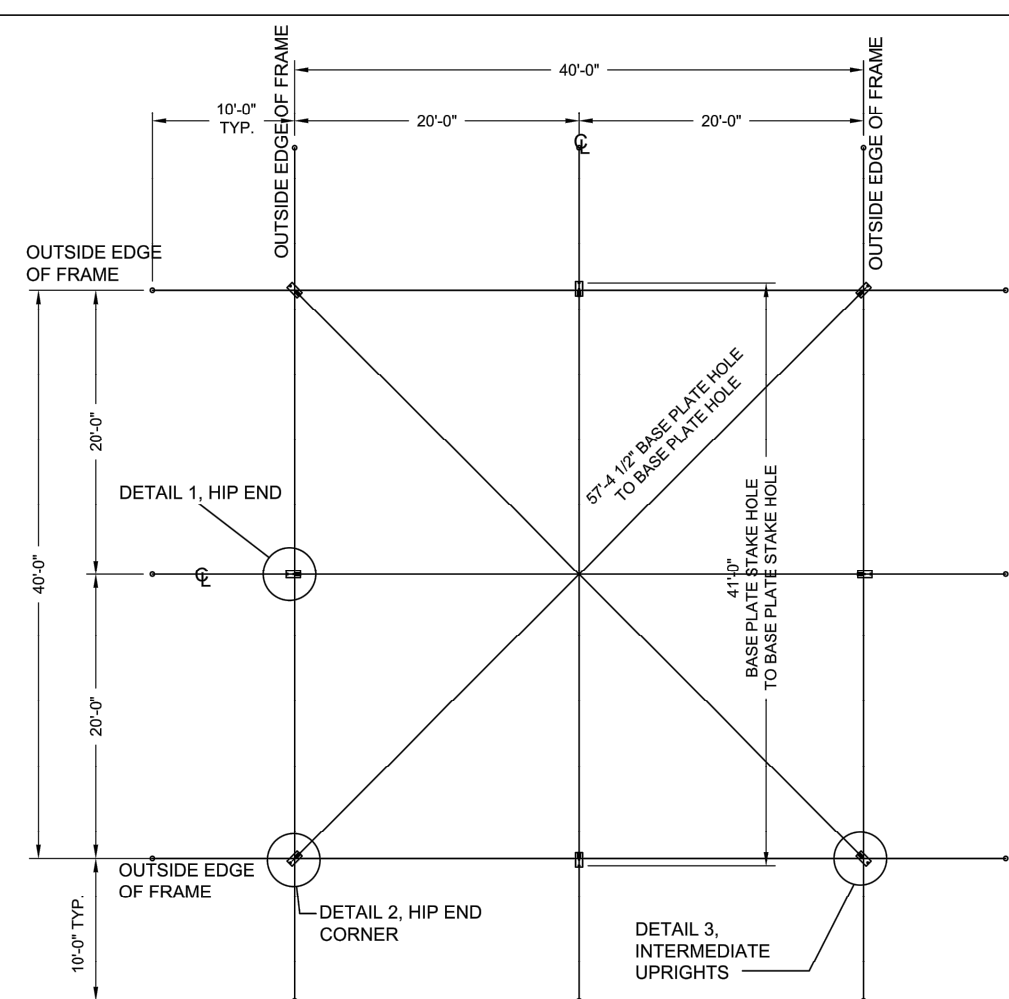 40'-0"
OUTSIDE EDGE OF FRAME
OUTSIDE EDGE OF FRAME
10'-0"
TYP.
20'-0"
20'-0"
℄
OUTSIDE EDGE
OF FRAME
57'-4 1/2" BASE PLATE HOLE
TO BASE PLATE HOLE
20'-0"
DETAIL 1, HIP END
40'-0"
℄
41'-0"
BASE PLATE STAKE HOLE
TO BASE PLATE STAKE HOLE
20'-0"
OUTSIDE EDGE
OF FRAME
10'-0" TYP.
DETAIL 2, HIP END
CORNER
DETAIL 3,
INTERMEDIATE
UPRIGHTS